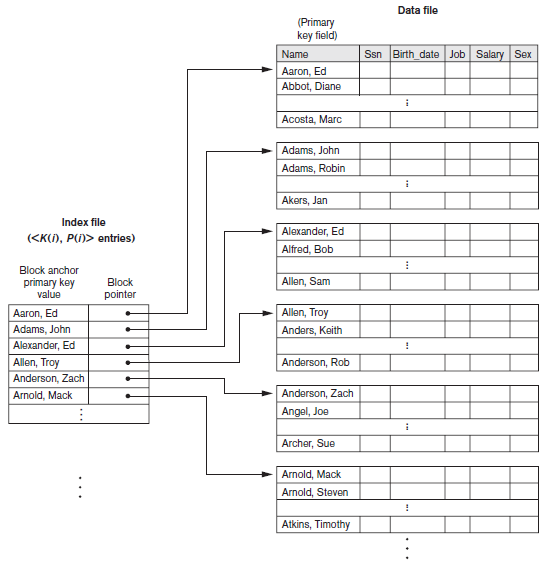 Data file
(Primary
key field)
Name Ssn Birth_date Job Salary Sex
Aaron, Ed
Abbot, Diane
Acosta, Marc
Adams, John
Adams, Robin
Akers, Jan
Alexander, Ed
Alfred, Bob
Allen, Sam
Allen, Troy
Anders, Keith
Anderson, Rob
Anderson, Zach
Angel, Joe
Archer, Sue
Arnold, Mack
Arnold, Steven
Atkins, Timothy
Index file
(<K(i), P(i)> entries)
Block anchor
primary key
value
Block
pointer
Aaron, Ed
Adams, John
Alexander, Ed
Allen, Troy
Anderson, Zach
Arnold, Mack